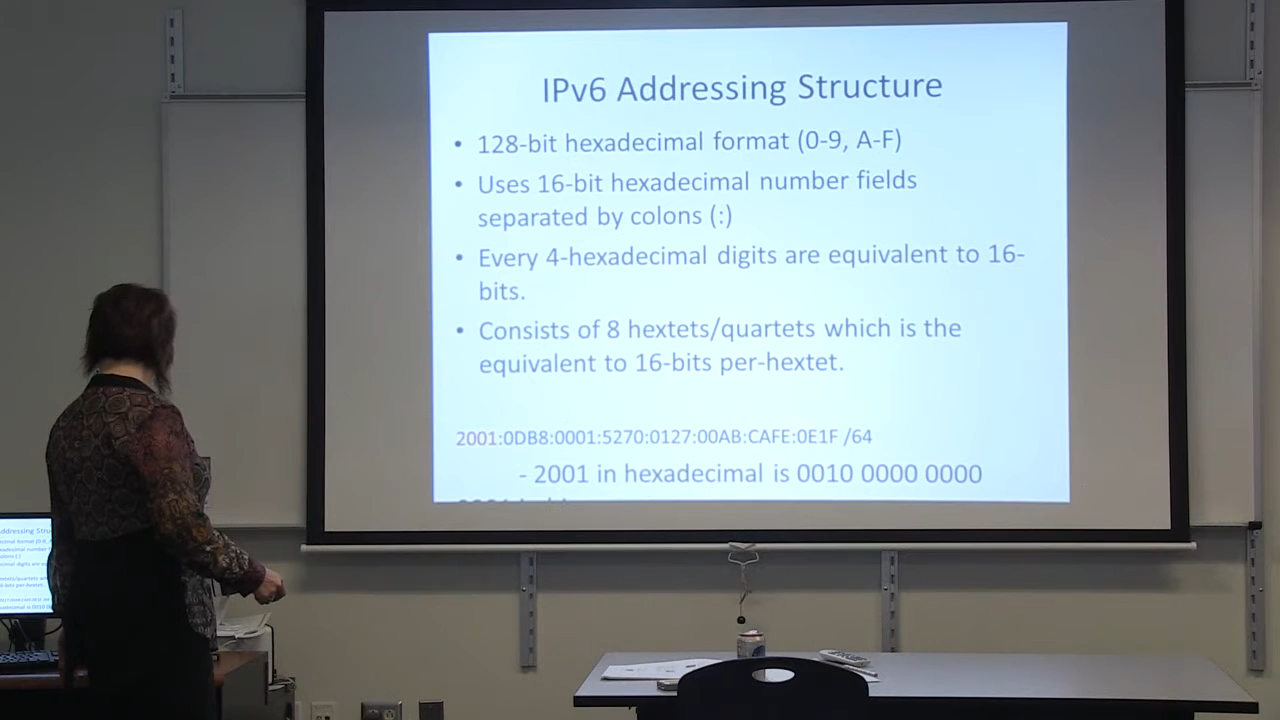 IPv6 Addressing Structure
• 128-bit hexadecimal format (0-9, A-F)
• Uses 16-bit hexadecimal number fields
separated by colons (:)
• Every 4-hexadecimal digits are equivalent to 16-
bits.
• Consists of 8 hextets/quartets which is the
equivalent to 16-bits per-hextet.
2001:0DB8:0001:5270:0127:00AB:CAFE:0E1F /64
- 2001 in hexadecimal is 0010 0000 0000